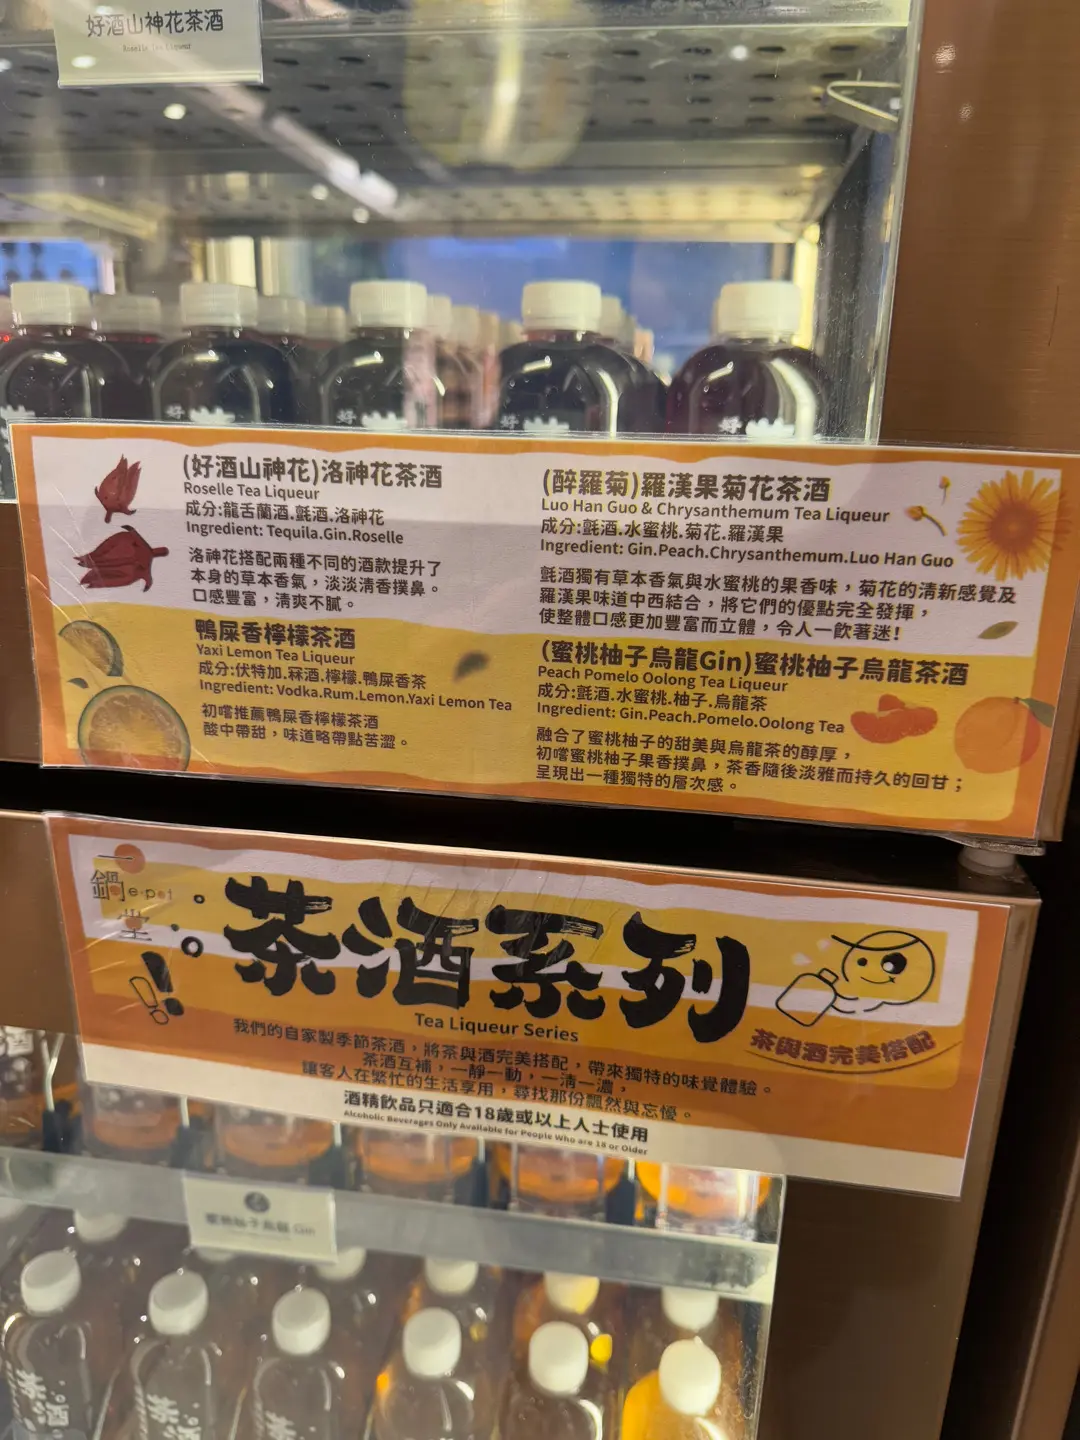 好酒山神花茶酒
Roselle Tea Liqueur
(好酒山神花)洛神花茶酒
Roselle Tea Liqueur
成分:龍舌蘭酒.氈酒.洛神花
Ingredient: Tequila.Gin.Roselle
洛神花搭配兩種不同的酒款提升了
本身的草本香氣，淡淡清香撲鼻。
口感豐富，清爽不膩。
鴨屎香檸檬茶酒
Yaxi Lemon Tea Liqueur
成分:伏特加.冧酒.檸檬.鴨屎香茶
Ingredient: Vodka.Rum.Lemon.Yaxi Lemon Tea
初嚐推薦鴨屎香檸檬茶酒
酸中帶甜，味道略帶點苦澀。
(醉羅菊)羅漢果菊花茶酒
Luo Han Guo & Chrysanthemum Tea Liqueur
成分:氈酒.水蜜桃.菊花.羅漢果
Ingredient: Gin.Peach.Chrysanthemum.Luo Han Guo
氈酒獨有草本香氣與水蜜桃的果香味，菊花的清新感覺及
羅漢果味道中西結合，將它們的優點完全發揮，
使整體口感更加豐富而立體，令人一飲著迷!
(蜜桃柚子烏龍Gin)蜜桃柚子烏龍茶酒
Peach Pomelo Oolong Tea Liqueur
成分:氈酒.水蜜桃.柚子.烏龍茶
Ingredient: Gin.Peach.Pomelo.Oolong Tea
融合了蜜桃柚子的甜美與烏龍茶的醇厚，
初嚐蜜桃柚子果香撲鼻，茶香隨後淡雅而持久的回甘；
呈現出一種獨特的層次感。
一
鍋e-pot
堂
茶酒系列
Tea Liqueur Series
茶與酒完美搭配
我們的自家製季節茶酒，將茶與酒完美搭配，帶來獨特的味覺體驗。
茶酒互補，一靜一動，一清一濃，
讓客人在繁忙的生活享用，尋找那份飄然與忘憂。
酒精飲品只適合18歲或以上人士使用
Alcoholic Beverages Only Available for People Who are 18 or Older
蜜桃柚子烏龍 Gin